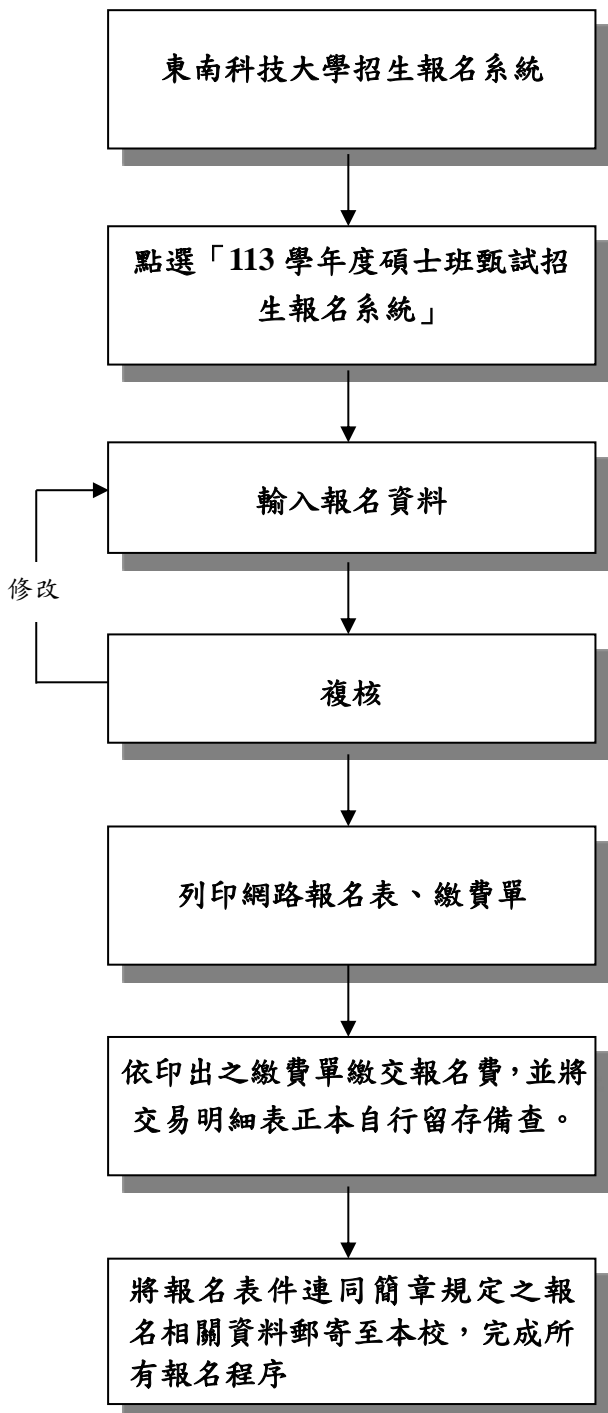 東南科技大學招生報名系統
點選「113 學年度碩士班甄試招
生報名系統」
輸入報名資料
修改
複核
列印網路報名表、繳費單
依印出之繳費單繳交報名費，並將
交易明細表正本自行留存備查。
將報名表件連同簡章規定之報
名相關資料郵寄至本校，完成所
有報名程序